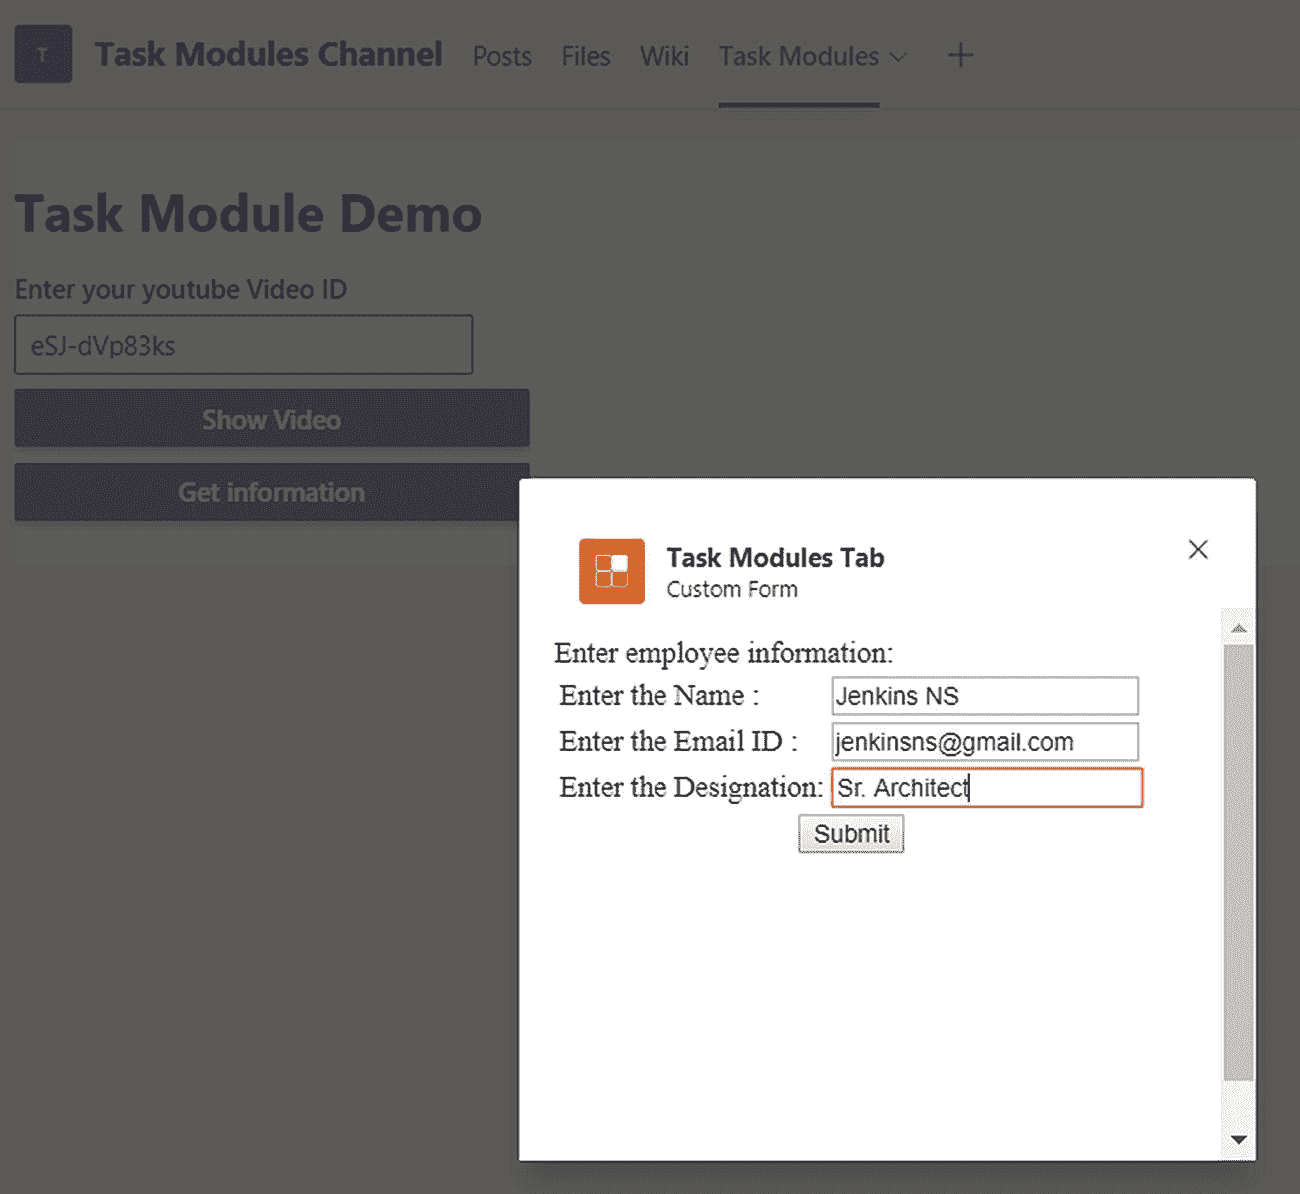 T Task Modules Channel Posts Files Wiki Task Modules
Task Module Demo
Enter your youtube Video ID
eSJ-dVp83ks
Show Video
Get information
Task Modules Tab
Custom Form
Enter employee information:
Enter the Name : Jenkins NS
Enter the Email ID : jenkinsns@gmail.com
Enter the Designation: Sr. Architect
Submit